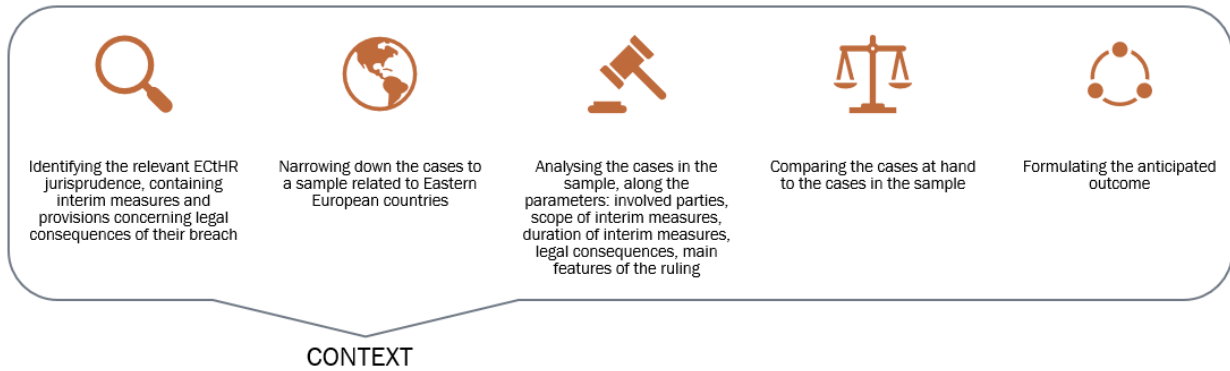 Identifying the relevant ECtHR
jurisprudence, containing
interim measures and
provisions concerning legal
consequences of their breach
Narrowing down the cases to
a sample related to Eastern
European countries
Analysing the cases in the
sample, along the
parameters: involved parties,
scope of interim measures,
duration of interim measures,
legal consequences, main
features of the ruling
Comparing the cases at hand
to the cases in the sample
Formulating the anticipated
outcome
CONTEXT